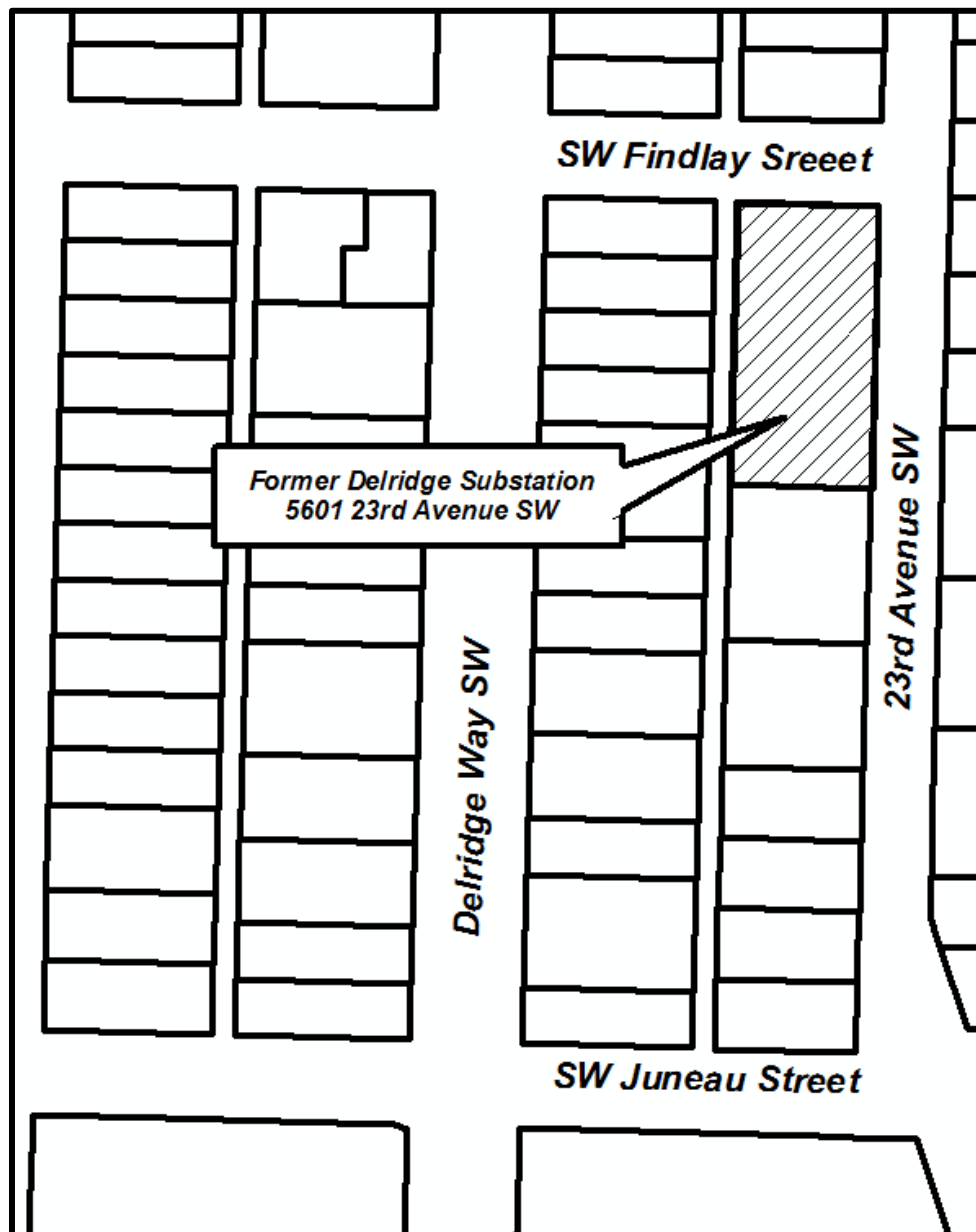 SW Findlay Sreeet
Former Delridge Substation
5601 23rd Avenue SW
23rd Avenue SW
Delridge Way SW
SW Juneau Street